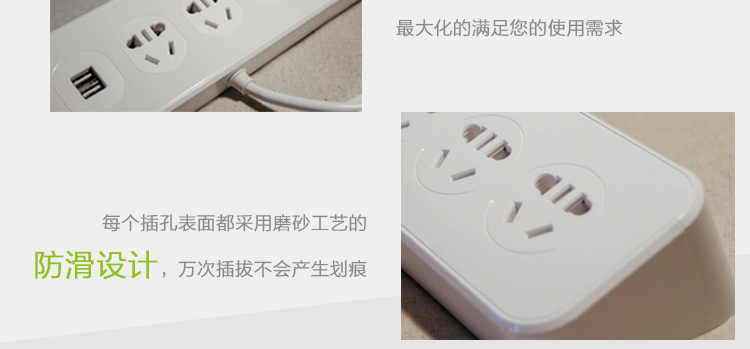 最大化的满足您的使用需求
每个插孔表面都采用磨砂工艺的
防滑设计，万次插拔不会产生划痕